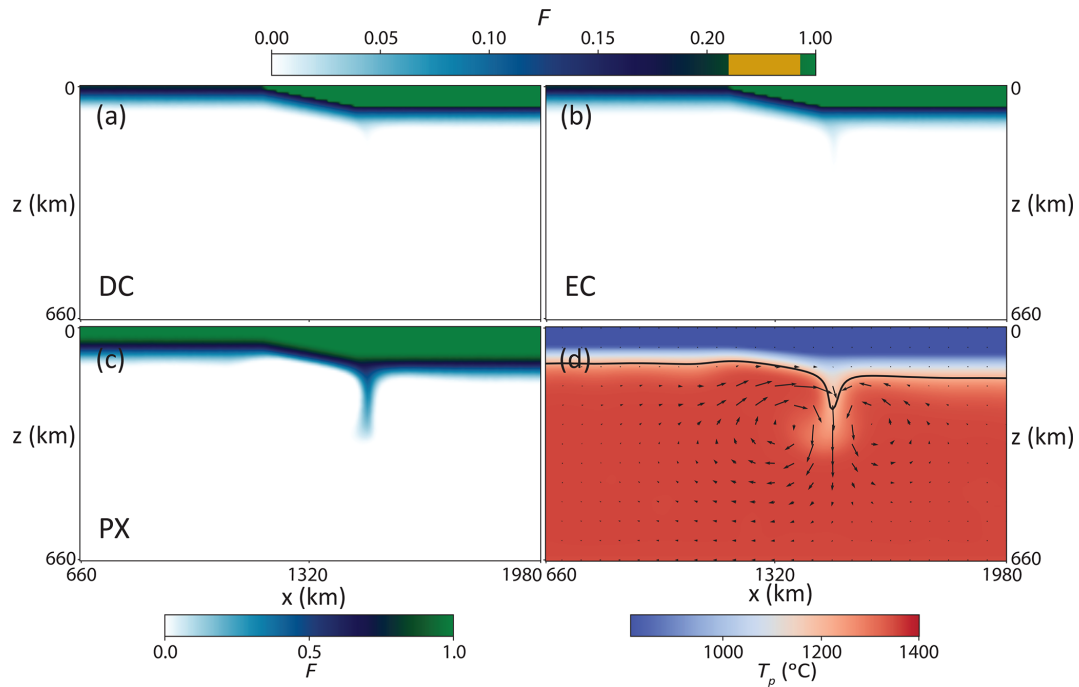 F
0.00 0.05 0.10 0.15 0.20 1.00
0 0
(a) (b)
z (km) z (km)
DC EC
660 660
0 0
(c) (d)
z (km) z (km)
PX
660 660
660 1320 1980 660 1320 1980
x (km) x (km)
0.0 0.5 1.0 1000 1200 1400
F Tp (°C)